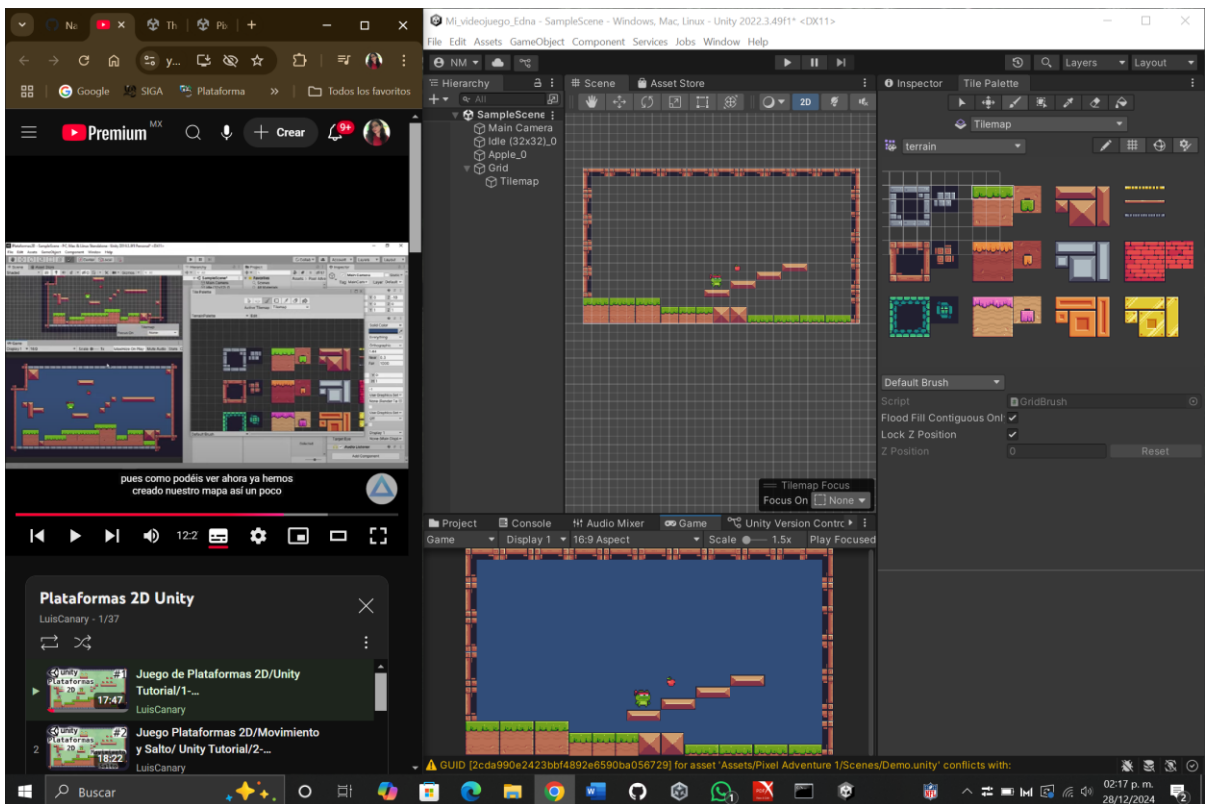 Na
Th
Pix
y...
Google
SIGA
Plataforma
»
Todos los favoritos
Premium MX
Crear
9+
pues como podéis ver ahora ya hemos
creado nuestro mapa así un poco
Plataformas 2D Unity
LuisCanary - 1/37
17:47
Juego de Plataformas 2D/Unity
Tutorial/1-...
LuisCanary
2
18:22
Juego Plataformas 2D/Movimiento
y Salto/ Unity Tutorial/2-...
LuisCanary
Mi_videojuego_Edna - SampleScene - Windows, Mac, Linux - Unity 2022.3.49f1* <DX11>
File Edit Assets GameObject Component Services Jobs Window Help
NM
Layers
Layout
Hierarchy
All
SampleScene
Main Camera
Idle (32x32)_0
Apple_0
Grid
Tilemap
Scene
Asset Store
2D
Tilemap Focus
Focus On
None
Inspector
Tile Palette
Tilemap
terrain
Default Brush
Script
GridBrush
Flood Fill Contiguous Onl
Lock Z Position
Z Position
0
Reset
Project
Console
Audio Mixer
Game
Unity Version Contrc
Game
Display 1
16:9 Aspect
Scale
1.5x
Play Focused
GUID [2cda990e2423bbf4892e6590ba056729] for asset 'Assets/Pixel Adventure 1/Scenes/Demo.unity' conflicts with:
Buscar
02:17 p. m.
28/12/2024
2